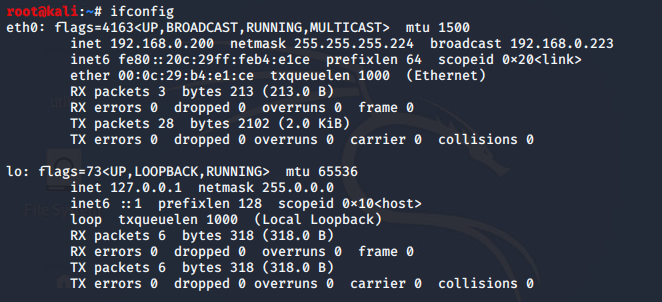 root@kali:~# ifconfig
eth0: flags=4163<UP,BROADCAST,RUNNING,MULTICAST>  mtu 1500
        inet 192.168.0.200  netmask 255.255.255.224  broadcast 192.168.0.223
        inet6 fe80::20c:29ff:feb4:e1ce  prefixlen 64  scopeid 0×20<link>
        ether 00:0c:29:b4:e1:ce  txqueuelen 1000  (Ethernet)
        RX packets 3  bytes 213 (213.0 B)
        RX errors 0  dropped 0  overruns 0  frame 0
        TX packets 28  bytes 2102 (2.0 KiB)
        TX errors 0  dropped 0 overruns 0  carrier 0  collisions 0

lo: flags=73<UP,LOOPBACK,RUNNING>  mtu 65536
        inet 127.0.0.1  netmask 255.0.0.0
        inet6 ::1  prefixlen 128  scopeid 0×10<host>
        loop  txqueuelen 1000  (Local Loopback)
        RX packets 6  bytes 318 (318.0 B)
        RX errors 0  dropped 0  overruns 0  frame 0
        TX packets 6  bytes 318 (318.0 B)
        TX errors 0  dropped 0 overruns 0  carrier 0  collisions 0